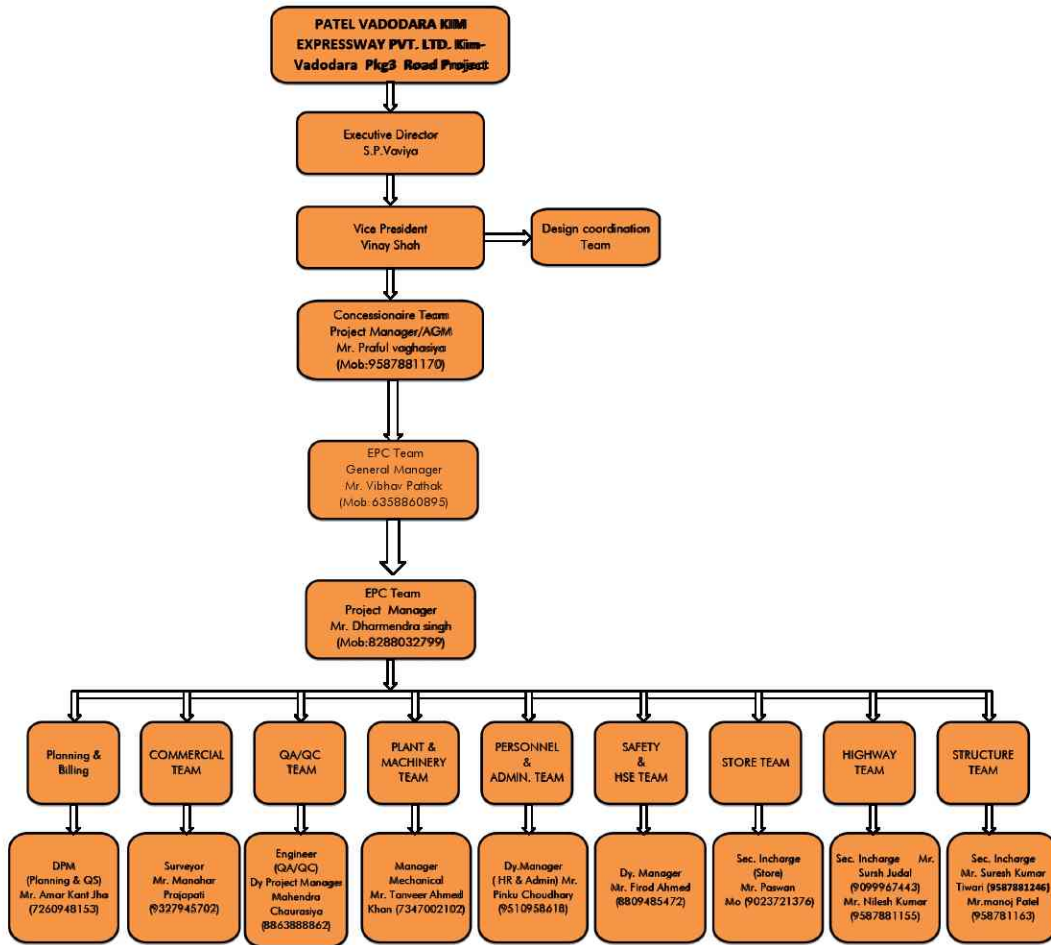 PATEL VADODARA KIM
EXPRESSWAY PVT. LTD. Kim-
Vadodara Pkg3 Road Project
Executive Director
S.P.Vaviya
Vice President
Vinay Shah
Design coordination
Team
Concessionaire Team
Project Manager/AGM
Mr. Praful vaghasiya
(Mob:9587881170)
EPC Team
General Manager
Mr. Vibhav Pathak
(Mob:6358860895)
EPC Team
Project Manager
Mr. Dharmendra singh
(Mob:8288032799)
Planning &
Billing
COMMERCIAL
TEAM
QA/QC
TEAM
PLANT &
MACHINERY
TEAM
PERSONNEL
&
ADMIN. TEAM
SAFETY
&
HSE TEAM
STORE TEAM
HIGHWAY
TEAM
STRUCTURE
TEAM
DPM
(Planning & QS)
Mr. Amar Kant Jha
(7260948153)
Surveyor
Mr. Manahar
Prajapati
(9327945702)
Engineer
(QA/QC)
Dy Project Manager
Mahendra
Chaurasiya
(8863888862)
Manager
Mechanical
Mr. Tanveer Ahmed
Khan (7347002102)
Dy.Manager
( HR & Admin) Mr.
Pinku Choudhary
(9510958618)
Dy. Manager
Mr. Firod Ahmed
(8809485472)
Sec. Incharge
(Store)
Mr. Paswan
Mo (9023721376)
Sec. Incharge Mr.
Sursh Judal
(9099967443)
Mr. Nilesh Kumar
(9587881155)
Sec. Incharge
Mr. Suresh Kumar
Tiwari (9587881246)
Mr.manoj Patel
(958781163)